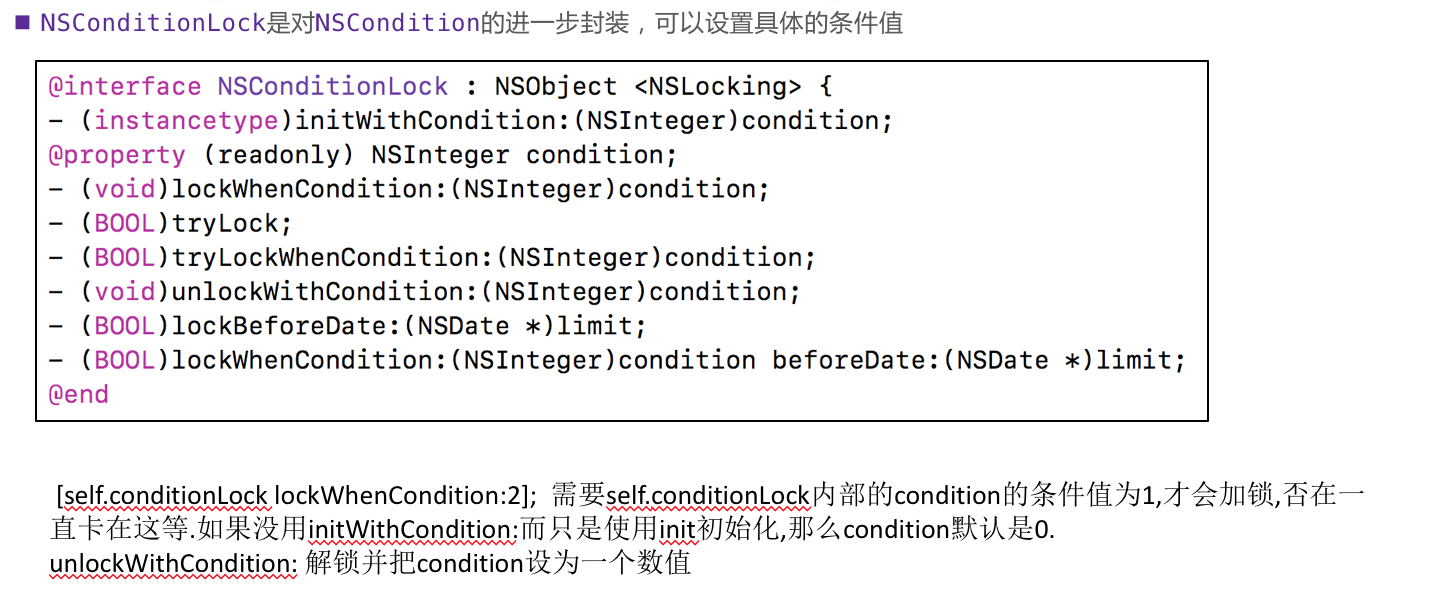 ■ NSConditionLock是对NSCondition的进一步封装，可以设置具体的条件值
@interface NSConditionLock : NSObject <NSLocking> {
- (instancetype)initWithCondition:(NSInteger)condition;
@property (readonly) NSInteger condition;
- (void)lockWhenCondition:(NSInteger)condition;
- (BOOL)tryLock;
- (BOOL)tryLockWhenCondition:(NSInteger)condition;
- (void)unlockWithCondition:(NSInteger)condition;
- (BOOL)lockBeforeDate:(NSDate *)limit;
- (BOOL)lockWhenCondition:(NSInteger)condition beforeDate:(NSDate *)limit;
@end
[self.conditionLock lockWhenCondition:2]; 需要self.conditionLock内部的condition的条件值为1,才会加锁,否在一
直卡在这等.如果没用initWithCondition:而只是使用init初始化,那么condition默认是0.
unlockWithCondition: 解锁并把condition设为一个数值